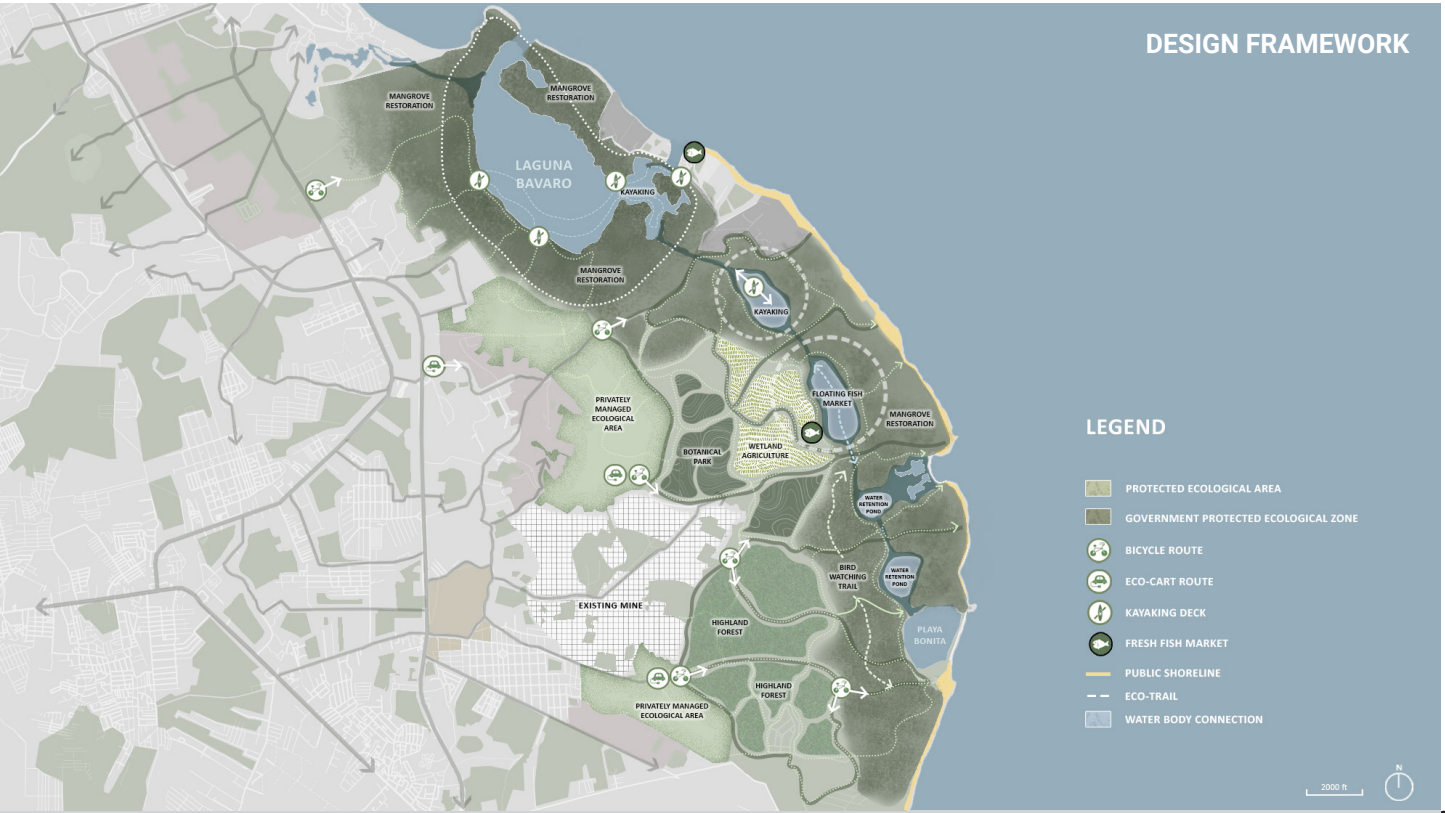 DESIGN FRAMEWORK
MANGROVE
RESTORATION
MANGROVE
RESTORATION
LAGUNA
BAVARO
KAYAKING
MANGROVE
RESTORATION
KAYAKING
PRIVATELY
MANAGED
ECOLOGICAL
AREA
FLOATING FISH
MARKET
MANGROVE
RESTORATION
BOTANICAL
PARK
WETLAND
AGRICULTURE
WATER
RETENTION
POND
BIRD
WATCHING
TRAIL
WATER
RETENTION
POND
EXISTING MINE
HIGHLAND
FOREST
PLAYA
BONITA
HIGHLAND
FOREST
PRIVATELY MANAGED
ECOLOGICAL AREA
LEGEND
PROTECTED ECOLOGICAL AREA
GOVERNMENT PROTECTED ECOLOGICAL ZONE
BICYCLE ROUTE
ECO-CART ROUTE
KAYAKING DECK
FRESH FISH MARKET
PUBLIC SHORELINE
ECO-TRAIL
WATER BODY CONNECTION
2000 ft
N